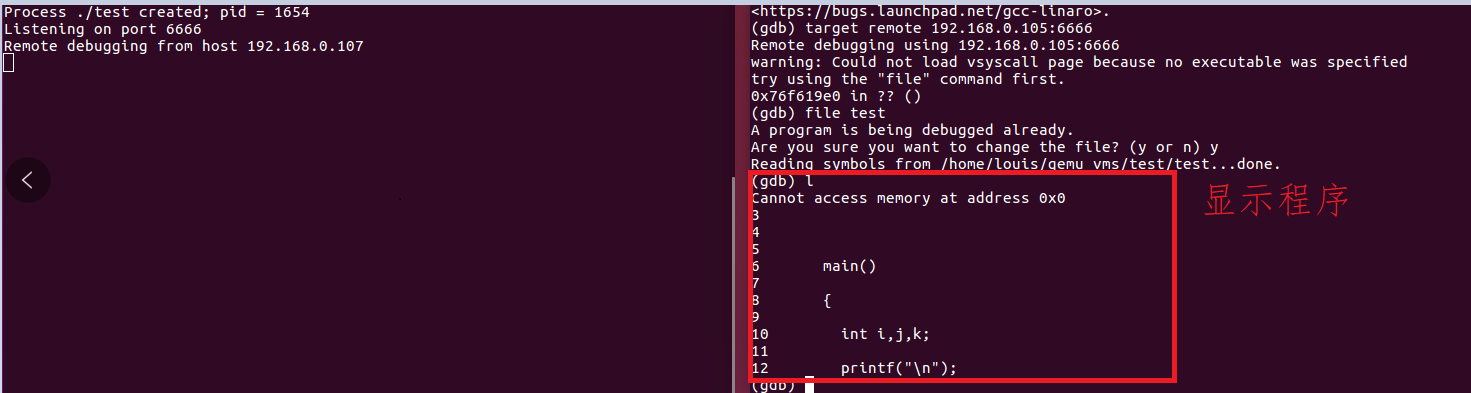 Process ./test created; pid = 1654
Listening on port 6666
Remote debugging from host 192.168.0.107
<https://bugs.launchpad.net/gcc-linaro>.
(gdb) target remote 192.168.0.105:6666
Remote debugging using 192.168.0.105:6666
warning: Could not load vsyscall page because no executable was specified
try using the "file" command first.
0x76f619e0 in ?? ()
(gdb) file test
A program is being debugged already.
Are you sure you want to change the file? (y or n) y
Reading symbols from /home/louis/qemu_vms/test/test...done.
(gdb) l
Cannot access memory at address 0x0
3
4
5
6 main()
7
8 {
9
10 int i,j,k;
11
12 printf("\n");
(gdb)
显示程序